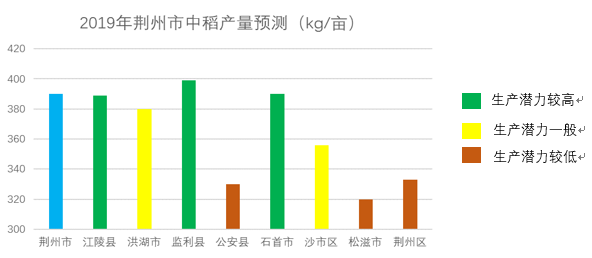 2019年荆州市中稻产量预测（kg/亩）
420
400
380
360
340
320
300
荆州市 江陵县 洪湖市 监利县 公安县 石首市 沙市区 松滋市 荆州区
生产潜力较高↵
生产潜力一般↵
生产潜力较低↵